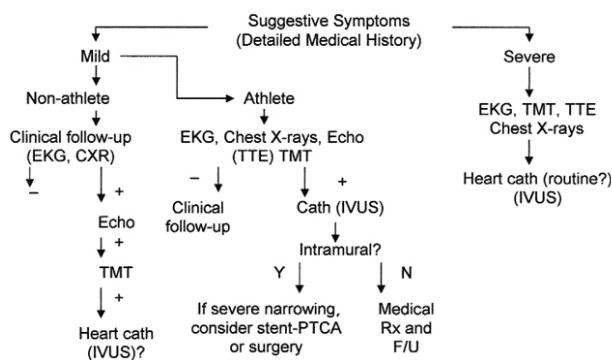 Suggestive Symptoms
(Detailed Medical History)
Mild
Severe
Non-athlete
Athlete
Clinical follow-up
(EKG, CXR)
–
+
Echo
+
TMT
+
Heart cath
(IVUS)?
EKG, Chest X-rays, Echo
(TTE) TMT
–
+
Clinical
follow-up
Cath (IVUS)
Intramural?
Y
N
If severe narrowing,
consider stent-PTCA
or surgery
Medical
Rx and
F/U
EKG, TMT, TTE
Chest X-rays
Heart cath (routine?)
(IVUS)